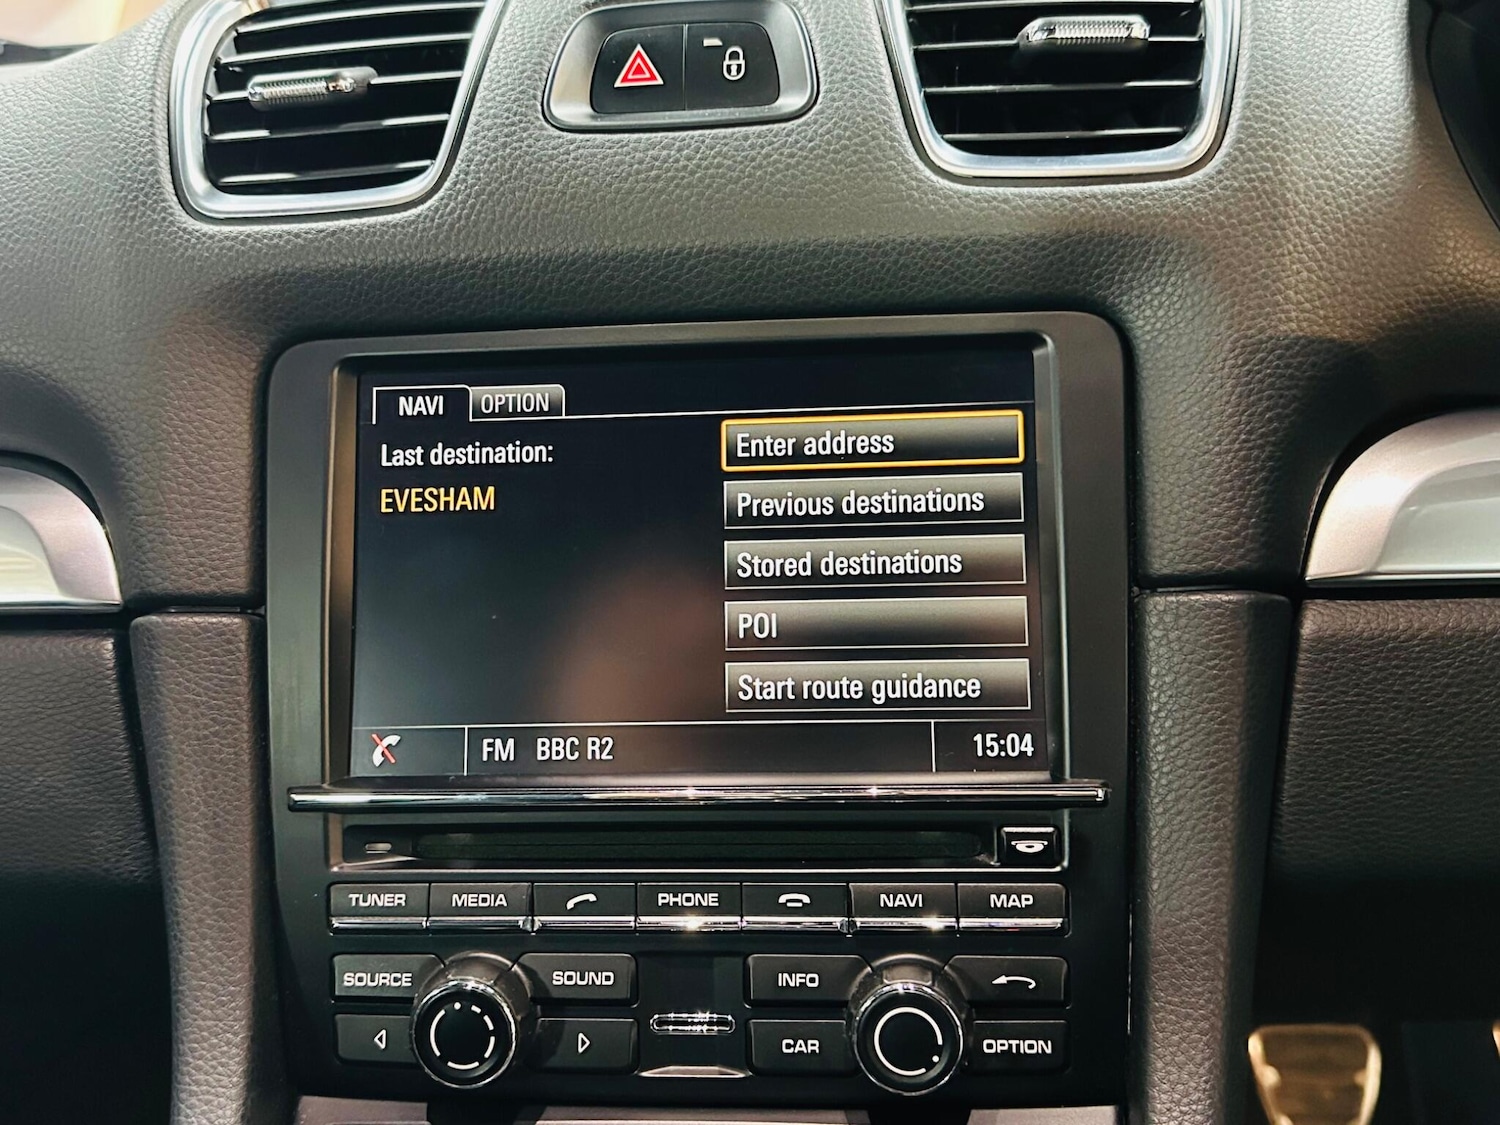 NAVI OPTION
Last destination:
EVESHAM
Enter address
Previous destinations
Stored destinations
POI
Start route guidance
FM BBC R2 15:04
TUNER MEDIA PHONE NAVI MAP
SOURCE SOUND INFO
CAR OPTION